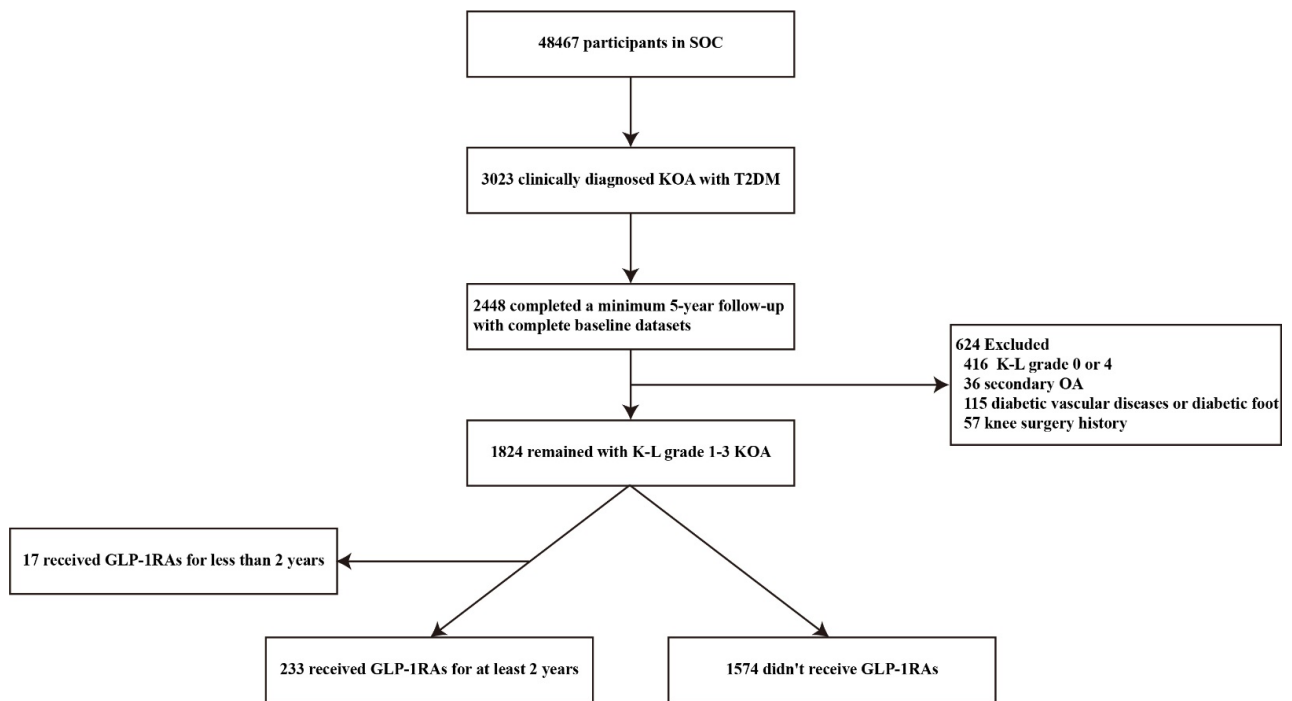 48467 participants in SOC
3023 clinically diagnosed KOA with T2DM
2448 completed a minimum 5-year follow-up
with complete baseline datasets
624 Excluded
416 K-L grade 0 or 4
36 secondary OA
115 diabetic vascular diseases or diabetic foot
57 knee surgery history
1824 remained with K-L grade 1-3 KOA
17 received GLP-1RAs for less than 2 years
233 received GLP-1RAs for at least 2 years
1574 didn't receive GLP-1RAs